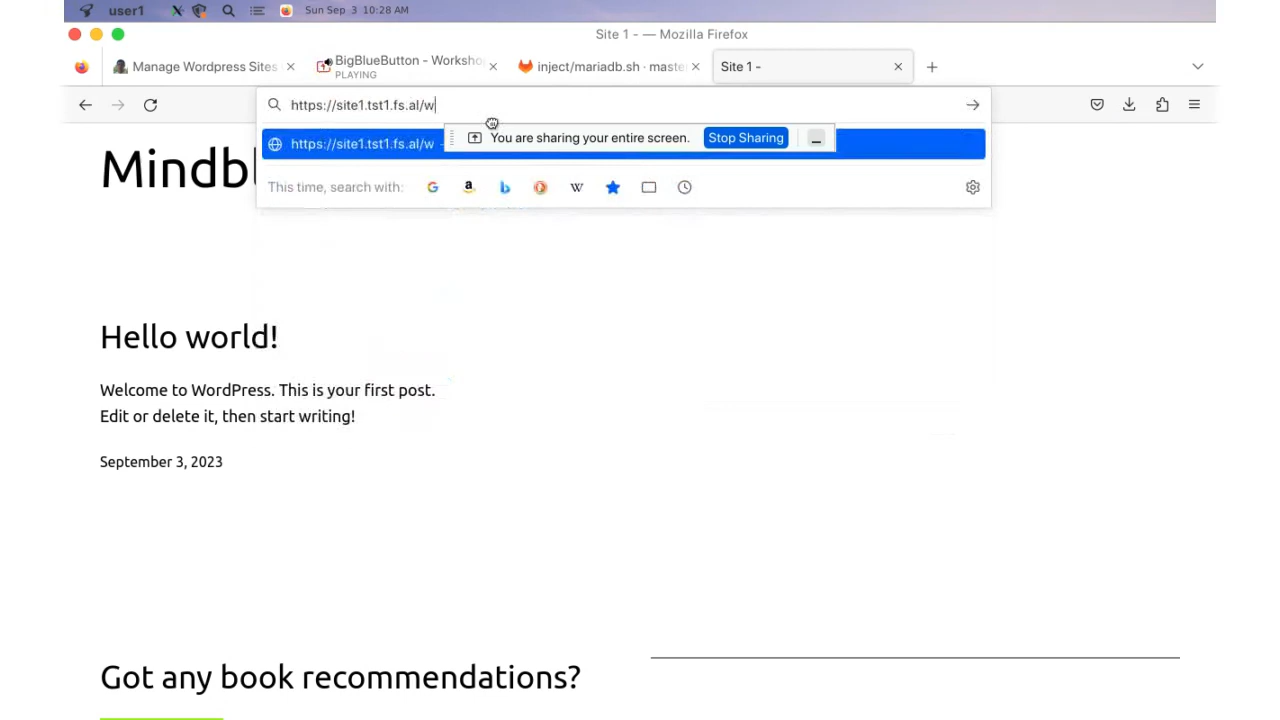 user1 Sun Sep 3 10:28 AM
Site 1 - — Mozilla Firefox
Manage Wordpress Sites
BigBlueButton - Worksho
PLAYING
inject/mariadb.sh · maste
Site 1 -
https://site1.tst1.fs.al/w
You are sharing your entire screen. Stop Sharing
https://site1.tst1.fs.al/w
This time, search with:
Mindbl
Hello world!
Welcome to WordPress. This is your first post.
Edit or delete it, then start writing!
September 3, 2023
Got any book recommendations?